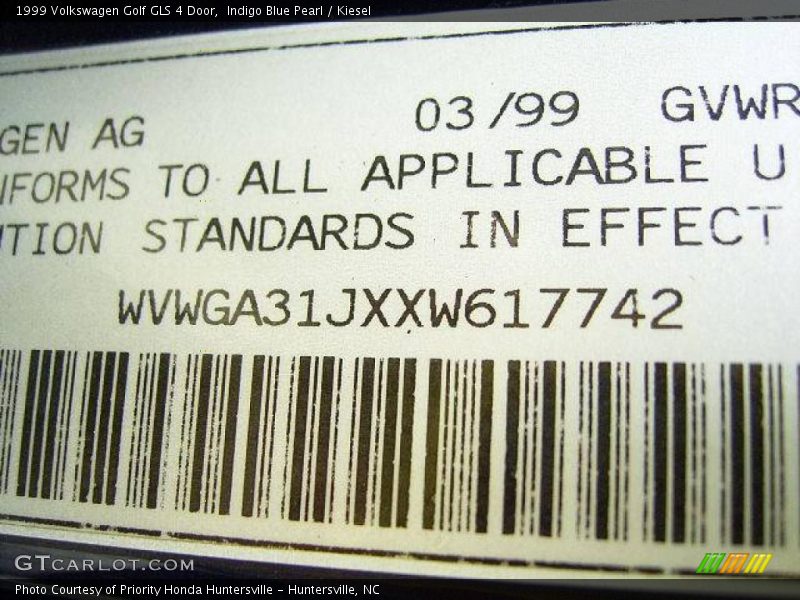 1999 Volkswagen Golf GLS 4 Door,  Indigo Blue Pearl / Kiesel
GEN AG 03/99 GVWR
NFORMS TO ALL APPLICABLE U
TION STANDARDS IN EFFECT
WVWGA31JXXW617742
GTCARLOT.COM
Photo Courtesy of Priority Honda Huntersville - Huntersville, NC